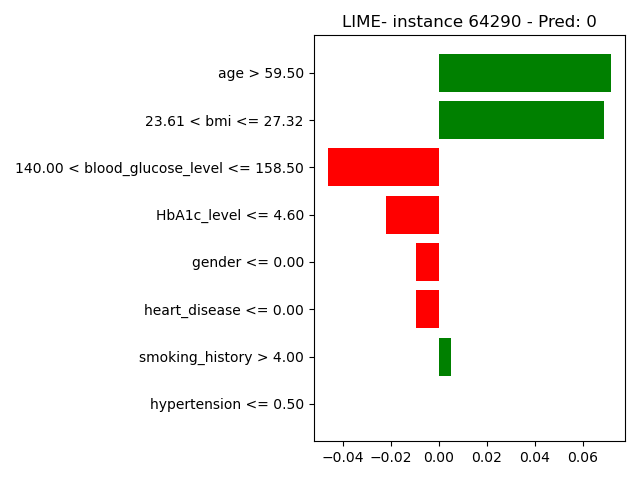 LIME- instance 64290 - Pred: 0
age > 59.50
23.61 < bmi <= 27.32
140.00 < blood_glucose_level <= 158.50
HbA1c_level <= 4.60
gender <= 0.00
heart_disease <= 0.00
smoking_history > 4.00
hypertension <= 0.50
−0.04 −0.02 0.00 0.02 0.04 0.06